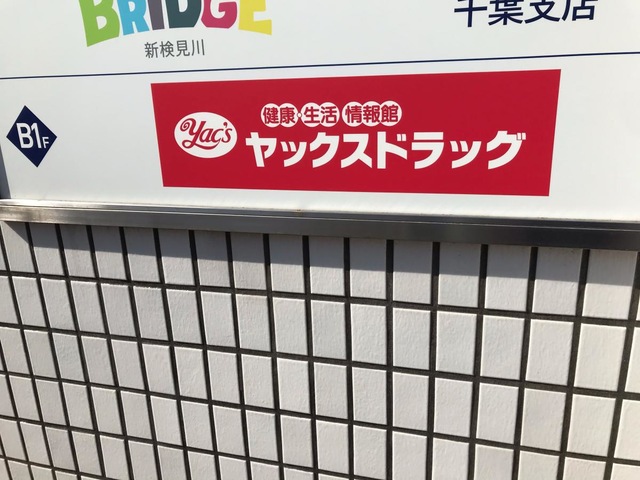 BRIDGE
新検見川
千葉支店
B1F
Yac's
健康・生活 情報館
ヤックスドラッグ